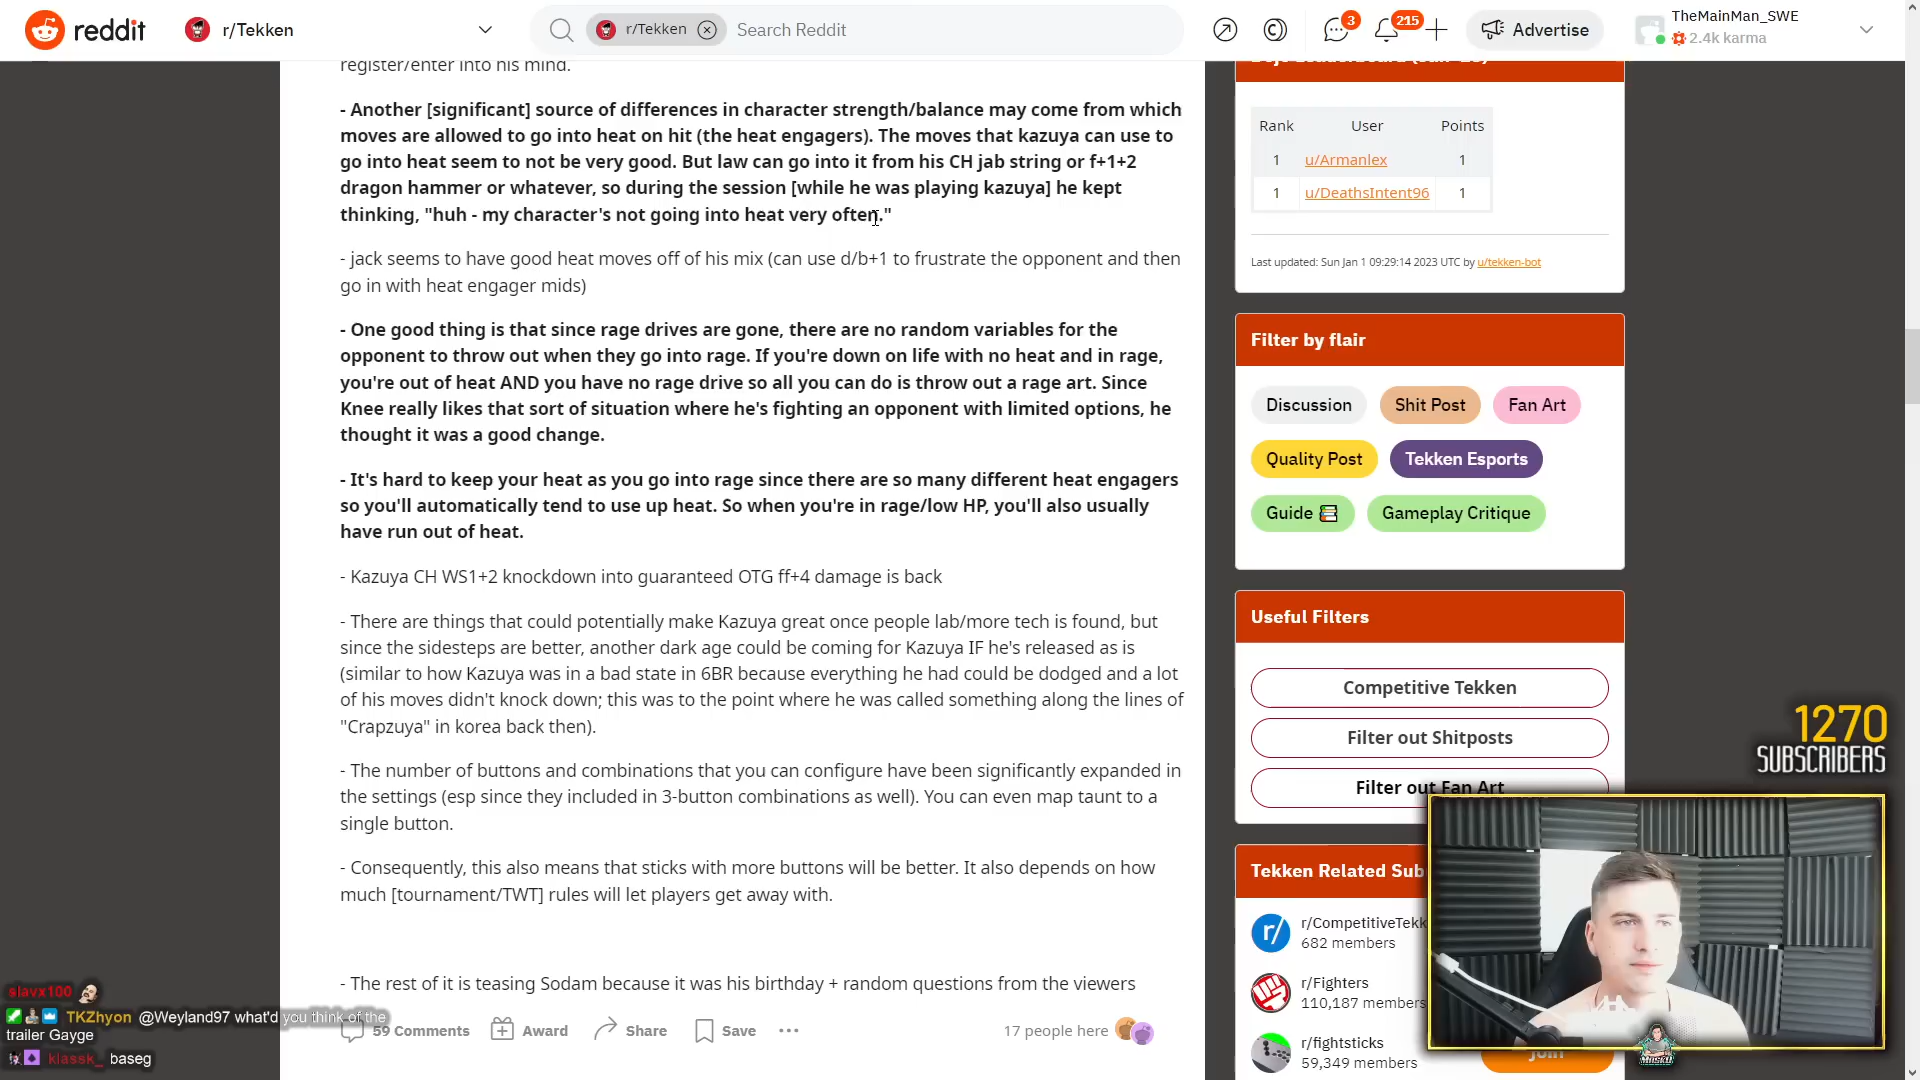 reddit
r/Tekken
r/Tekken
Search Reddit
3
215
Advertise
TheMainMan_SWE
2.4k karma
register/enter into his mind.
- Another [significant] source of differences in character strength/balance may come from which
moves are allowed to go into heat on hit (the heat engagers). The moves that kazuya can use to
go into heat seem to not be very good. But law can go into it from his CH jab string or f+1+2
dragon hammer or whatever, so during the session [while he was playing kazuya] he kept
thinking, "huh - my character's not going into heat very often."
- jack seems to have good heat moves off of his mix (can use d/b+1 to frustrate the opponent and then
go in with heat engager mids)
- One good thing is that since rage drives are gone, there are no random variables for the
opponent to throw out when they go into rage. If you're down on life with no heat and in rage,
you're out of heat AND you have no rage drive so all you can do is throw out a rage art. Since
Knee really likes that sort of situation where he's fighting an opponent with limited options, he
thought it was a good change.
- It's hard to keep your heat as you go into rage since there are so many different heat engagers
so you'll automatically tend to use up heat. So when you're in rage/low HP, you'll also usually
have run out of heat.
- Kazuya CH WS1+2 knockdown into guaranteed OTG ff+4 damage is back
- There are things that could potentially make Kazuya great once people lab/more tech is found, but
since the sidesteps are better, another dark age could be coming for Kazuya IF he's released as is
(similar to how Kazuya was in a bad state in 6BR because everything he had could be dodged and a lot
of his moves didn't knock down; this was to the point where he was called something along the lines of
"Crapzuya" in korea back then).
- The number of buttons and combinations that you can configure have been significantly expanded in
the settings (esp since they included in 3-button combinations as well). You can even map taunt to a
single button.
- Consequently, this also means that sticks with more buttons will be better. It also depends on how
much [tournament/TWT] rules will let players get away with.
- The rest of it is teasing Sodam because it was his birthday + random questions from the viewers
59 Comments
Award
Share
Save
17 people here
Rank User Points
1 u/Armanlex 1
1 u/DeathsIntent96 1
Last updated: Sun Jan 1 09:29:14 2023 UTC by u/tekken-bot
Filter by flair
Discussion
Shit Post
Fan Art
Quality Post
Tekken Esports
Guide
Gameplay Critique
Useful Filters
Competitive Tekken
Filter out Shitposts
Filter out Fan Art
Tekken Related Sub
r/
r/CompetitiveTekk
682 members
r/Fighters
110,187 members
r/fightsticks
59,349 members
Join
1270
SUBSCRIBERS
slavx100
TKZhyon @Weyland97 what'd you think of the
trailer Gayge
klassk_ baseg